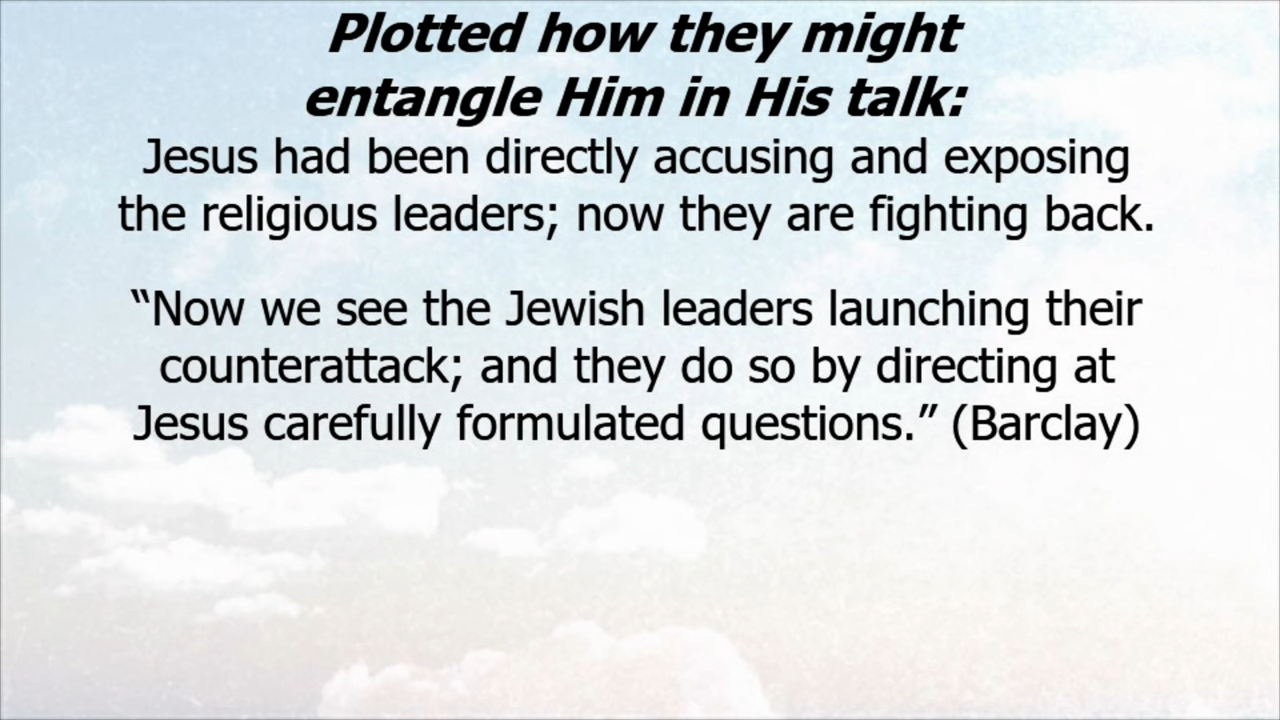 Plotted how they might
entangle Him in His talk:
Jesus had been directly accusing and exposing
the religious leaders; now they are fighting back.
“Now we see the Jewish leaders launching their
counterattack; and they do so by directing at
Jesus carefully formulated questions.” (Barclay)